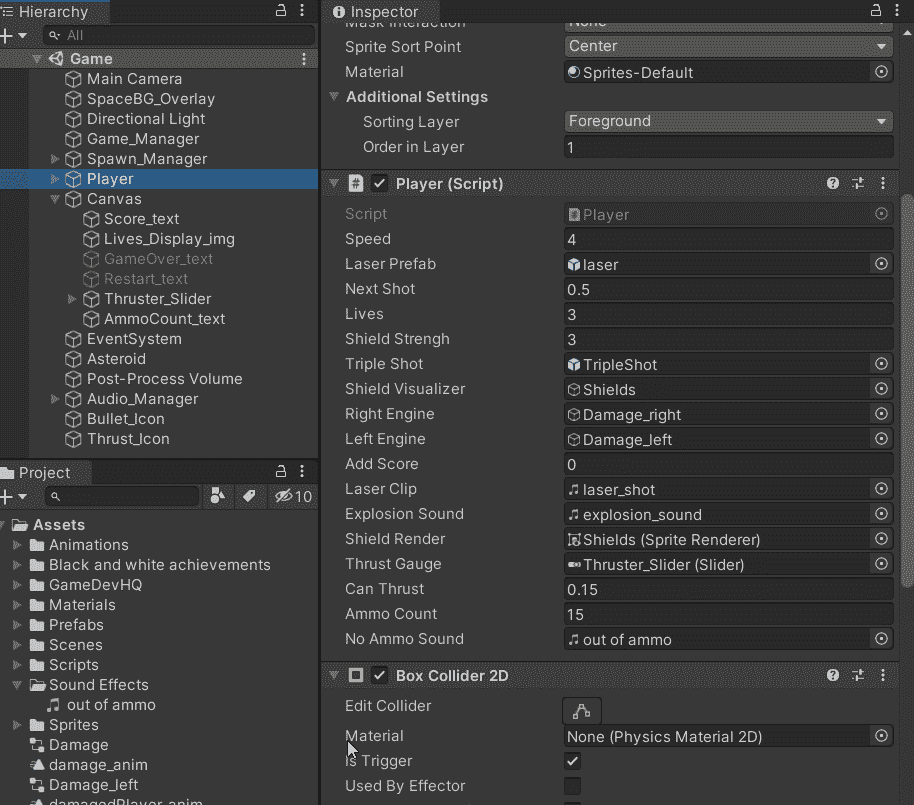 Hierarchy
All
Game
Main Camera
SpaceBG_Overlay
Directional Light
Game_Manager
Spawn_Manager
Player
Canvas
Score_text
Lives_Display_img
GameOver_text
Restart_text
Thruster_Slider
AmmoCount_text
EventSystem
Asteroid
Post-Process Volume
Audio_Manager
Bullet_Icon
Thrust_Icon
Project
10
Assets
Animations
Black and white achievements
GameDevHQ
Materials
Prefabs
Scenes
Scripts
Sound Effects
out of ammo
Sprites
Damage
damage_anim
Damage_left
damagedPlayer_anim
Inspector
Mask Interaction None
Sprite Sort Point Center
Material Sprites-Default
Additional Settings
Sorting Layer Foreground
Order in Layer 1
# Player (Script)
Script # Player
Speed 4
Laser Prefab laser
Next Shot 0.5
Lives 3
Shield Strengh 3
Triple Shot TripleShot
Shield Visualizer Shields
Right Engine Damage_right
Left Engine Damage_left
Add Score 0
Laser Clip laser_shot
Explosion Sound explosion_sound
Shield Render Shields (Sprite Renderer)
Thrust Gauge Thruster_Slider (Slider)
Can Thrust 0.15
Ammo Count 15
No Ammo Sound out of ammo
Box Collider 2D
Edit Collider
Material None (Physics Material 2D)
Is Trigger
Used By Effector